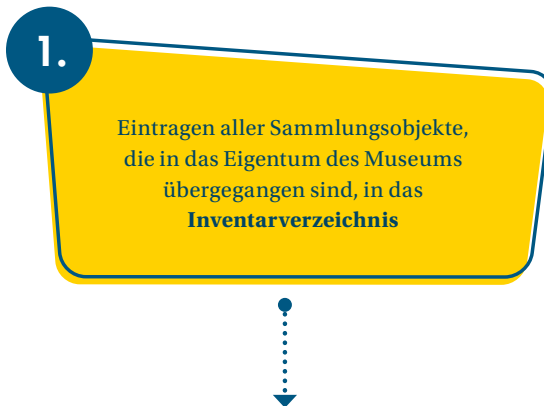 1.
Eintragen aller Sammlungsobjekte,
die in das Eigentum des Museums
übergegangen sind, in das
Inventarverzeichnis